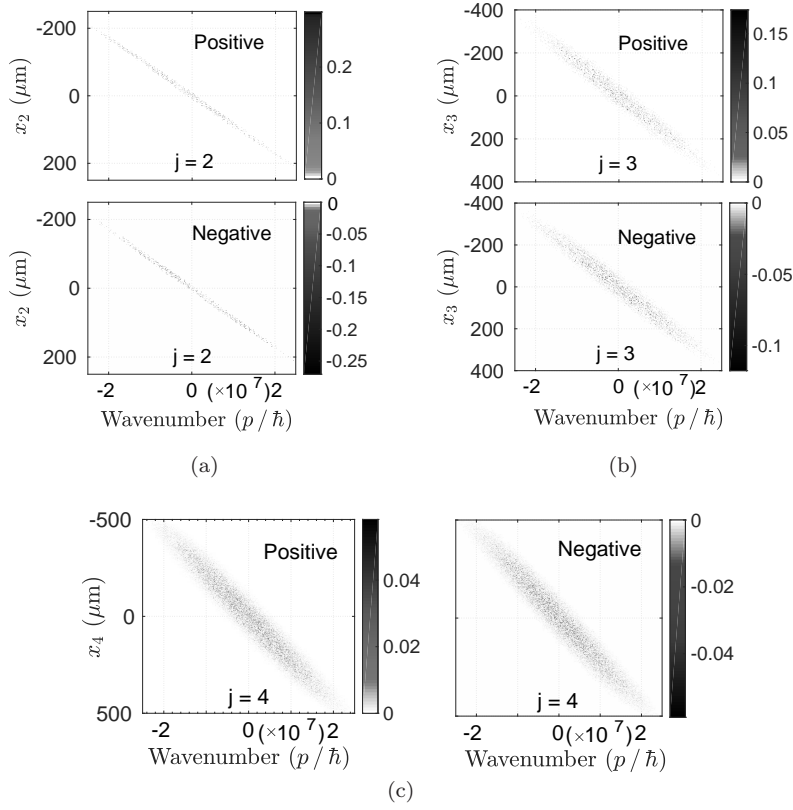 -200
0
200
x₂ (μm)
Positive
j = 2
0.2
0.1
0
-200
0
200
x₂ (μm)
Negative
j = 2
0
-0.05
-0.1
-0.15
-0.2
-0.25
-2 0 (×10 ⁷) 2
Wavenumber (p / ħ)
(a)
-400
-200
0
200
400
x₃ (μm)
Positive
j = 3
0.15
0.1
0.05
0
-400
-200
0
200
400
x₃ (μm)
Negative
j = 3
0
-0.05
-0.1
-2 0 (×10 ⁷) 2
Wavenumber (p / ħ)
(b)
-500
0
500
x₄ (μm)
Positive
j = 4
0.04
0.02
0
-2 0 (×10 ⁷) 2
Wavenumber (p / ħ)
Negative
j = 4
0
-0.02
-0.04
-2 0 (×10 ⁷) 2
Wavenumber (p / ħ)
(c)